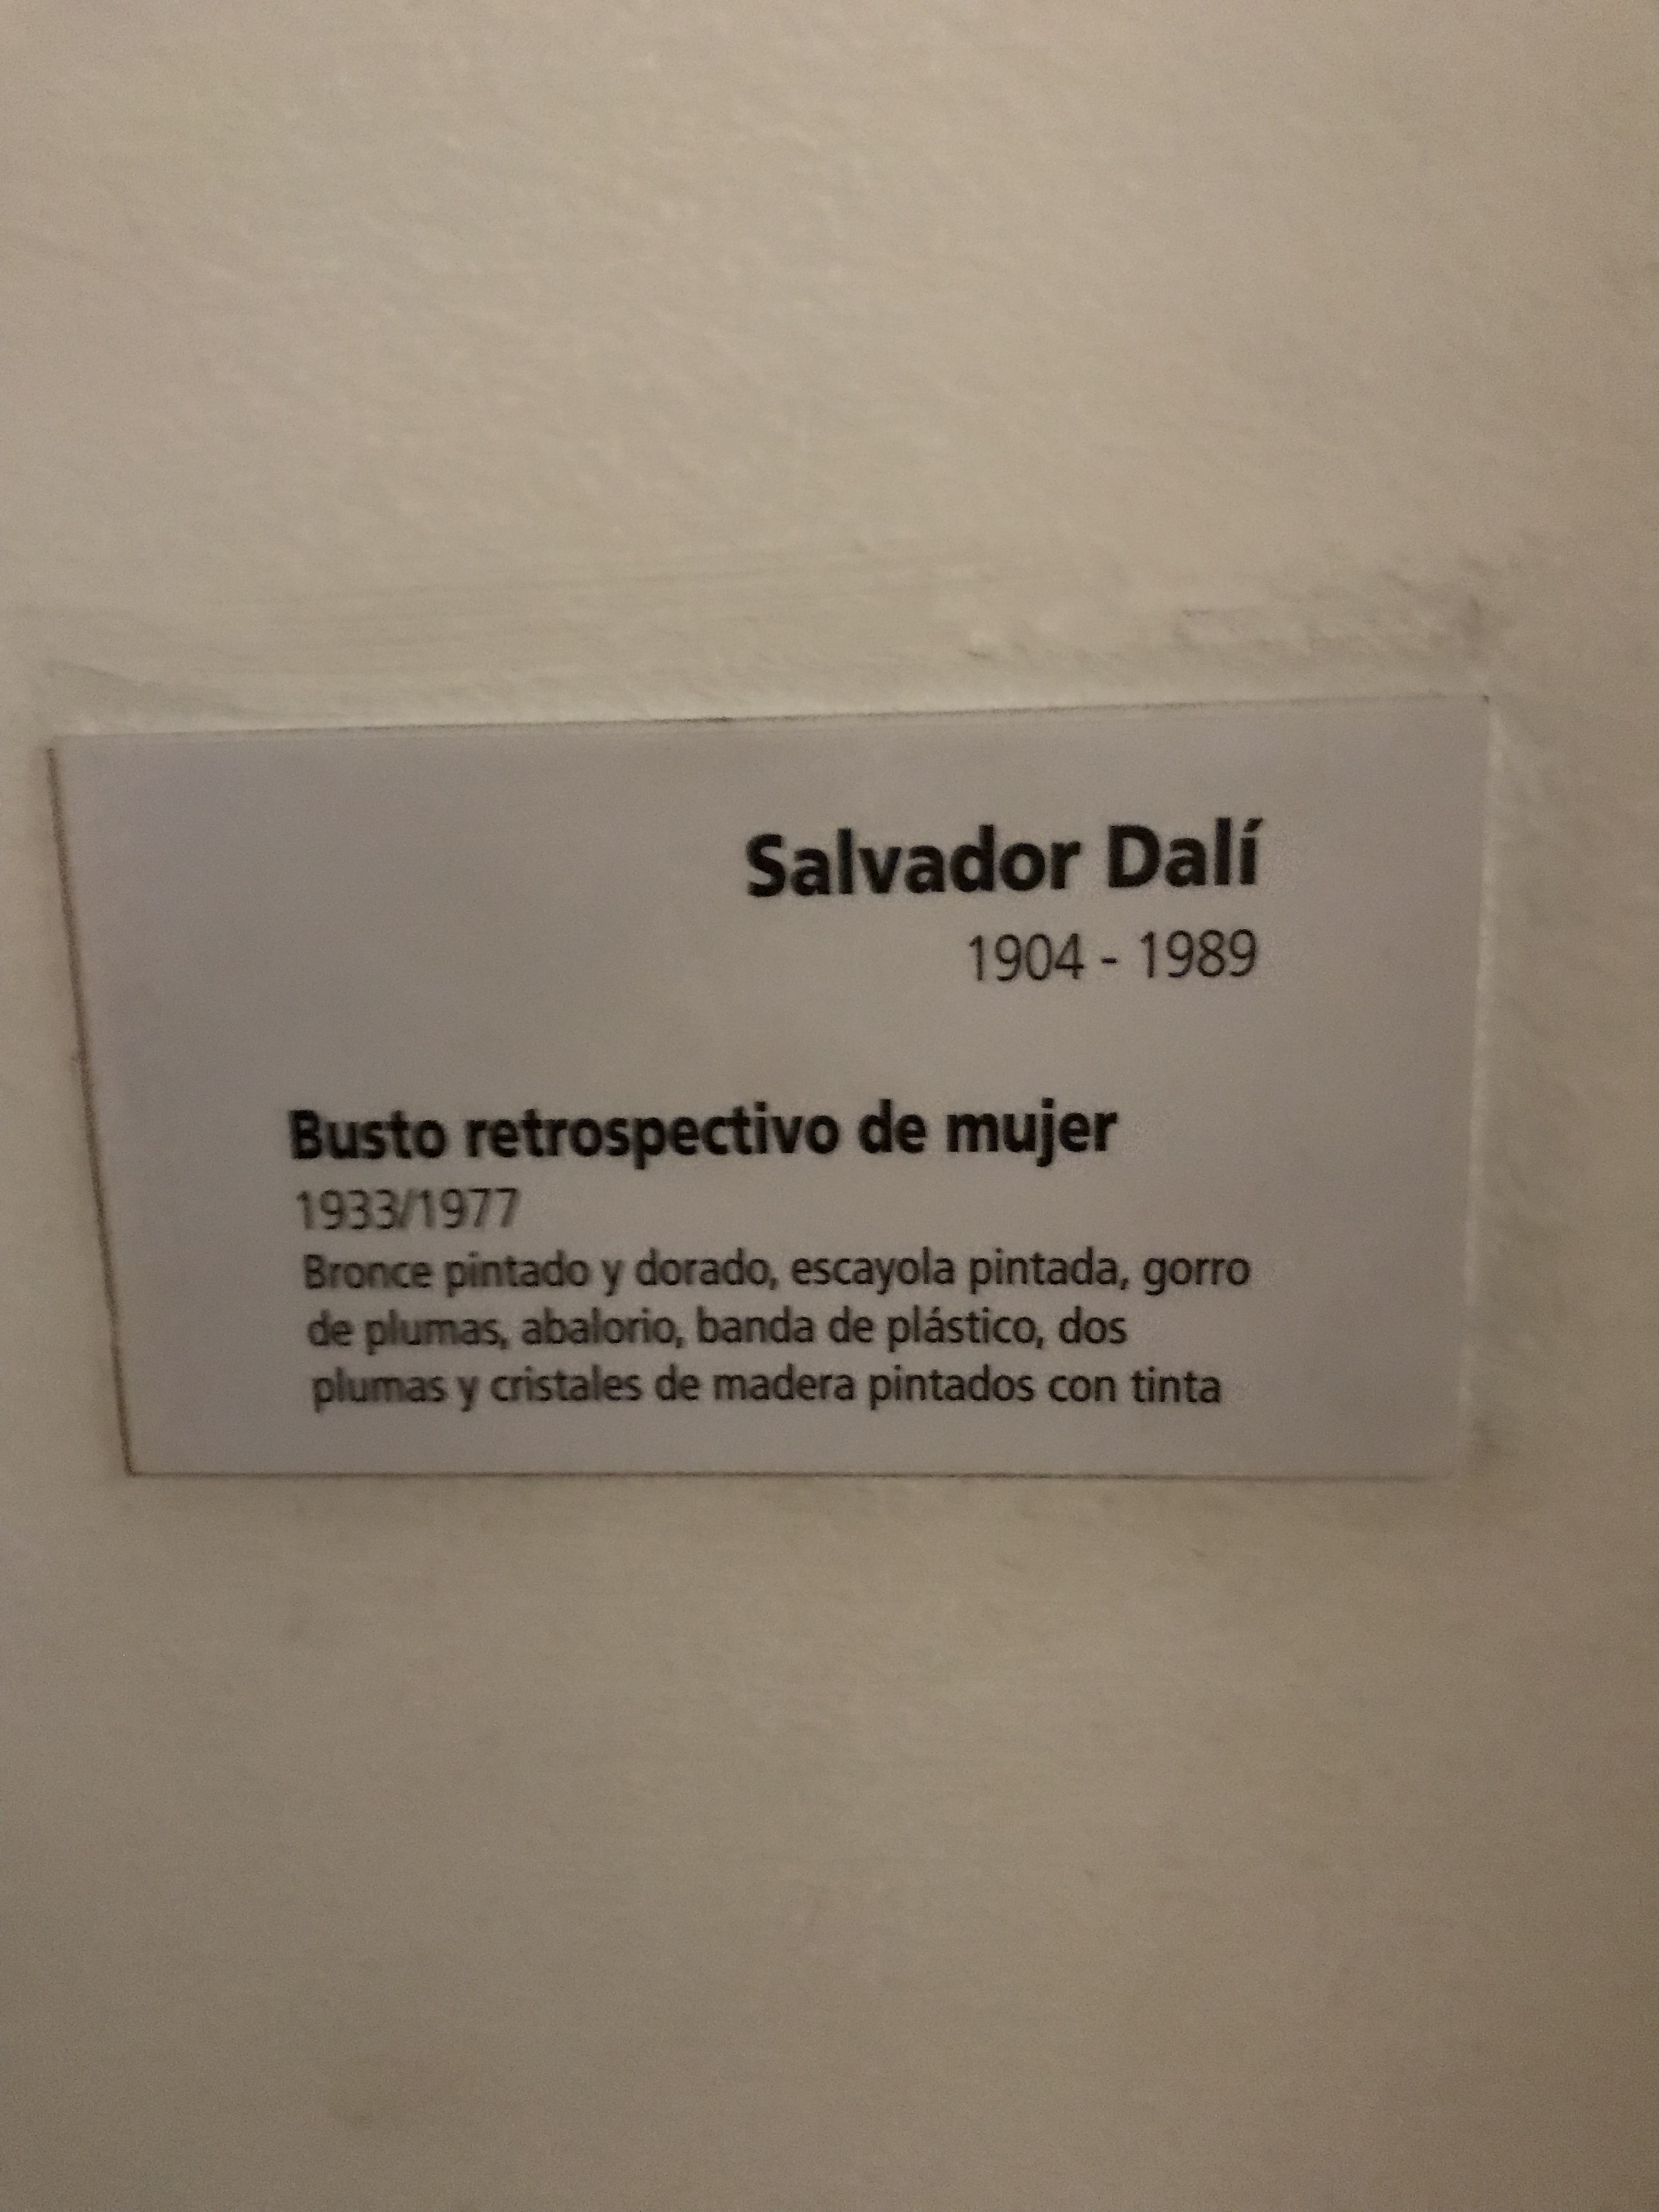 Salvador Dalí
1904 - 1989
Busto retrospectivo de mujer
1933/1977
Bronce pintado y dorado, escayola pintada, gorro
de plumas, abalorio, banda de plástico, dos
plumas y cristales de madera pintados con tinta